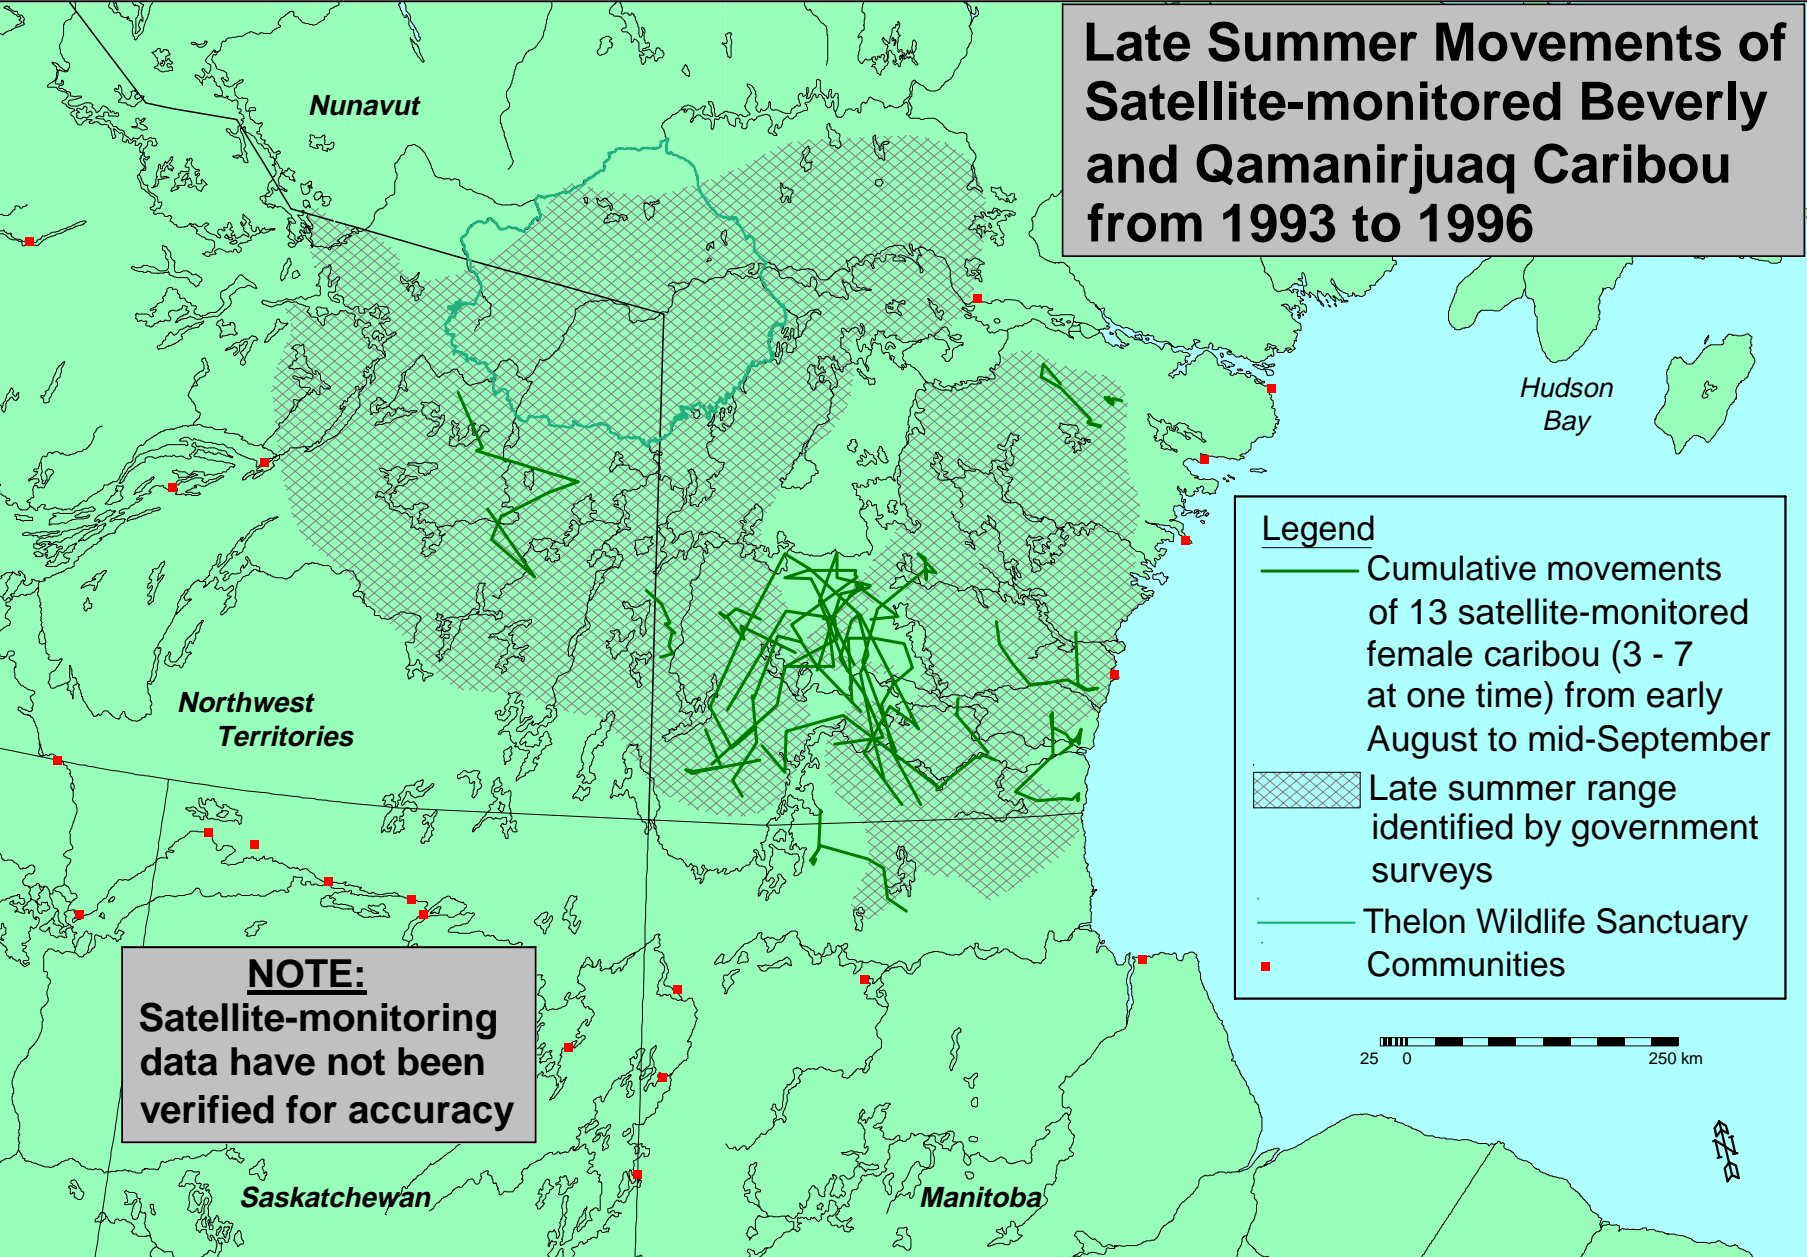 Late Summer Movements of
Satellite-monitored Beverly
and Qamanirjuaq Caribou
from 1993 to 1996
Nunavut
Hudson
Bay
Legend
Cumulative movements
of 13 satellite-monitored
female caribou (3 - 7
at one time) from early
August to mid-September
Late summer range
identified by government
surveys
Thelon Wildlife Sanctuary
Communities
Northwest
Territories
NOTE:
Satellite-monitoring
data have not been
verified for accuracy
25 0 250 km
N
Saskatchewan
Manitoba